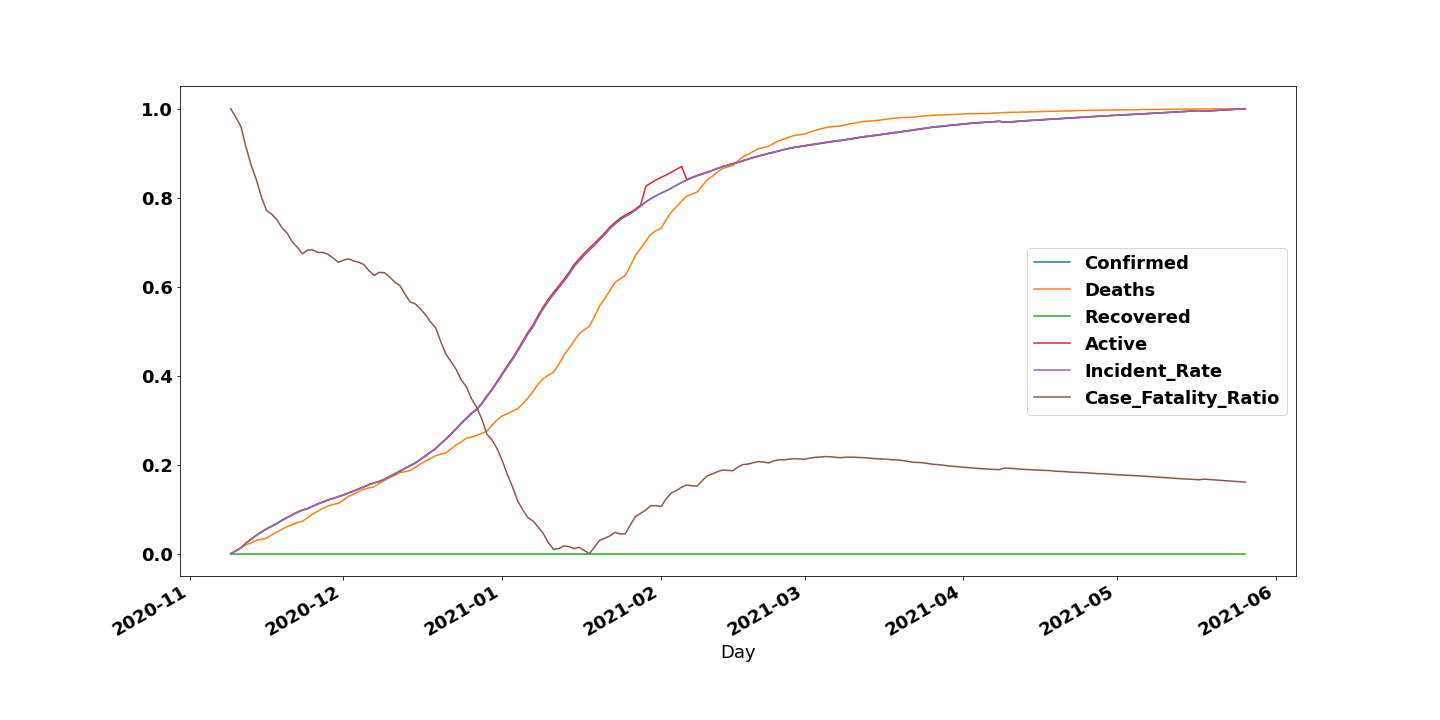 1.0
0.8
0.6
0.4
0.2
0.0
Confirmed
Deaths
Recovered
Active
Incident_Rate
Case_Fatality_Ratio
2020-11
2020-12
2021-01
2021-02
2021-03
2021-04
2021-05
2021-06
Day